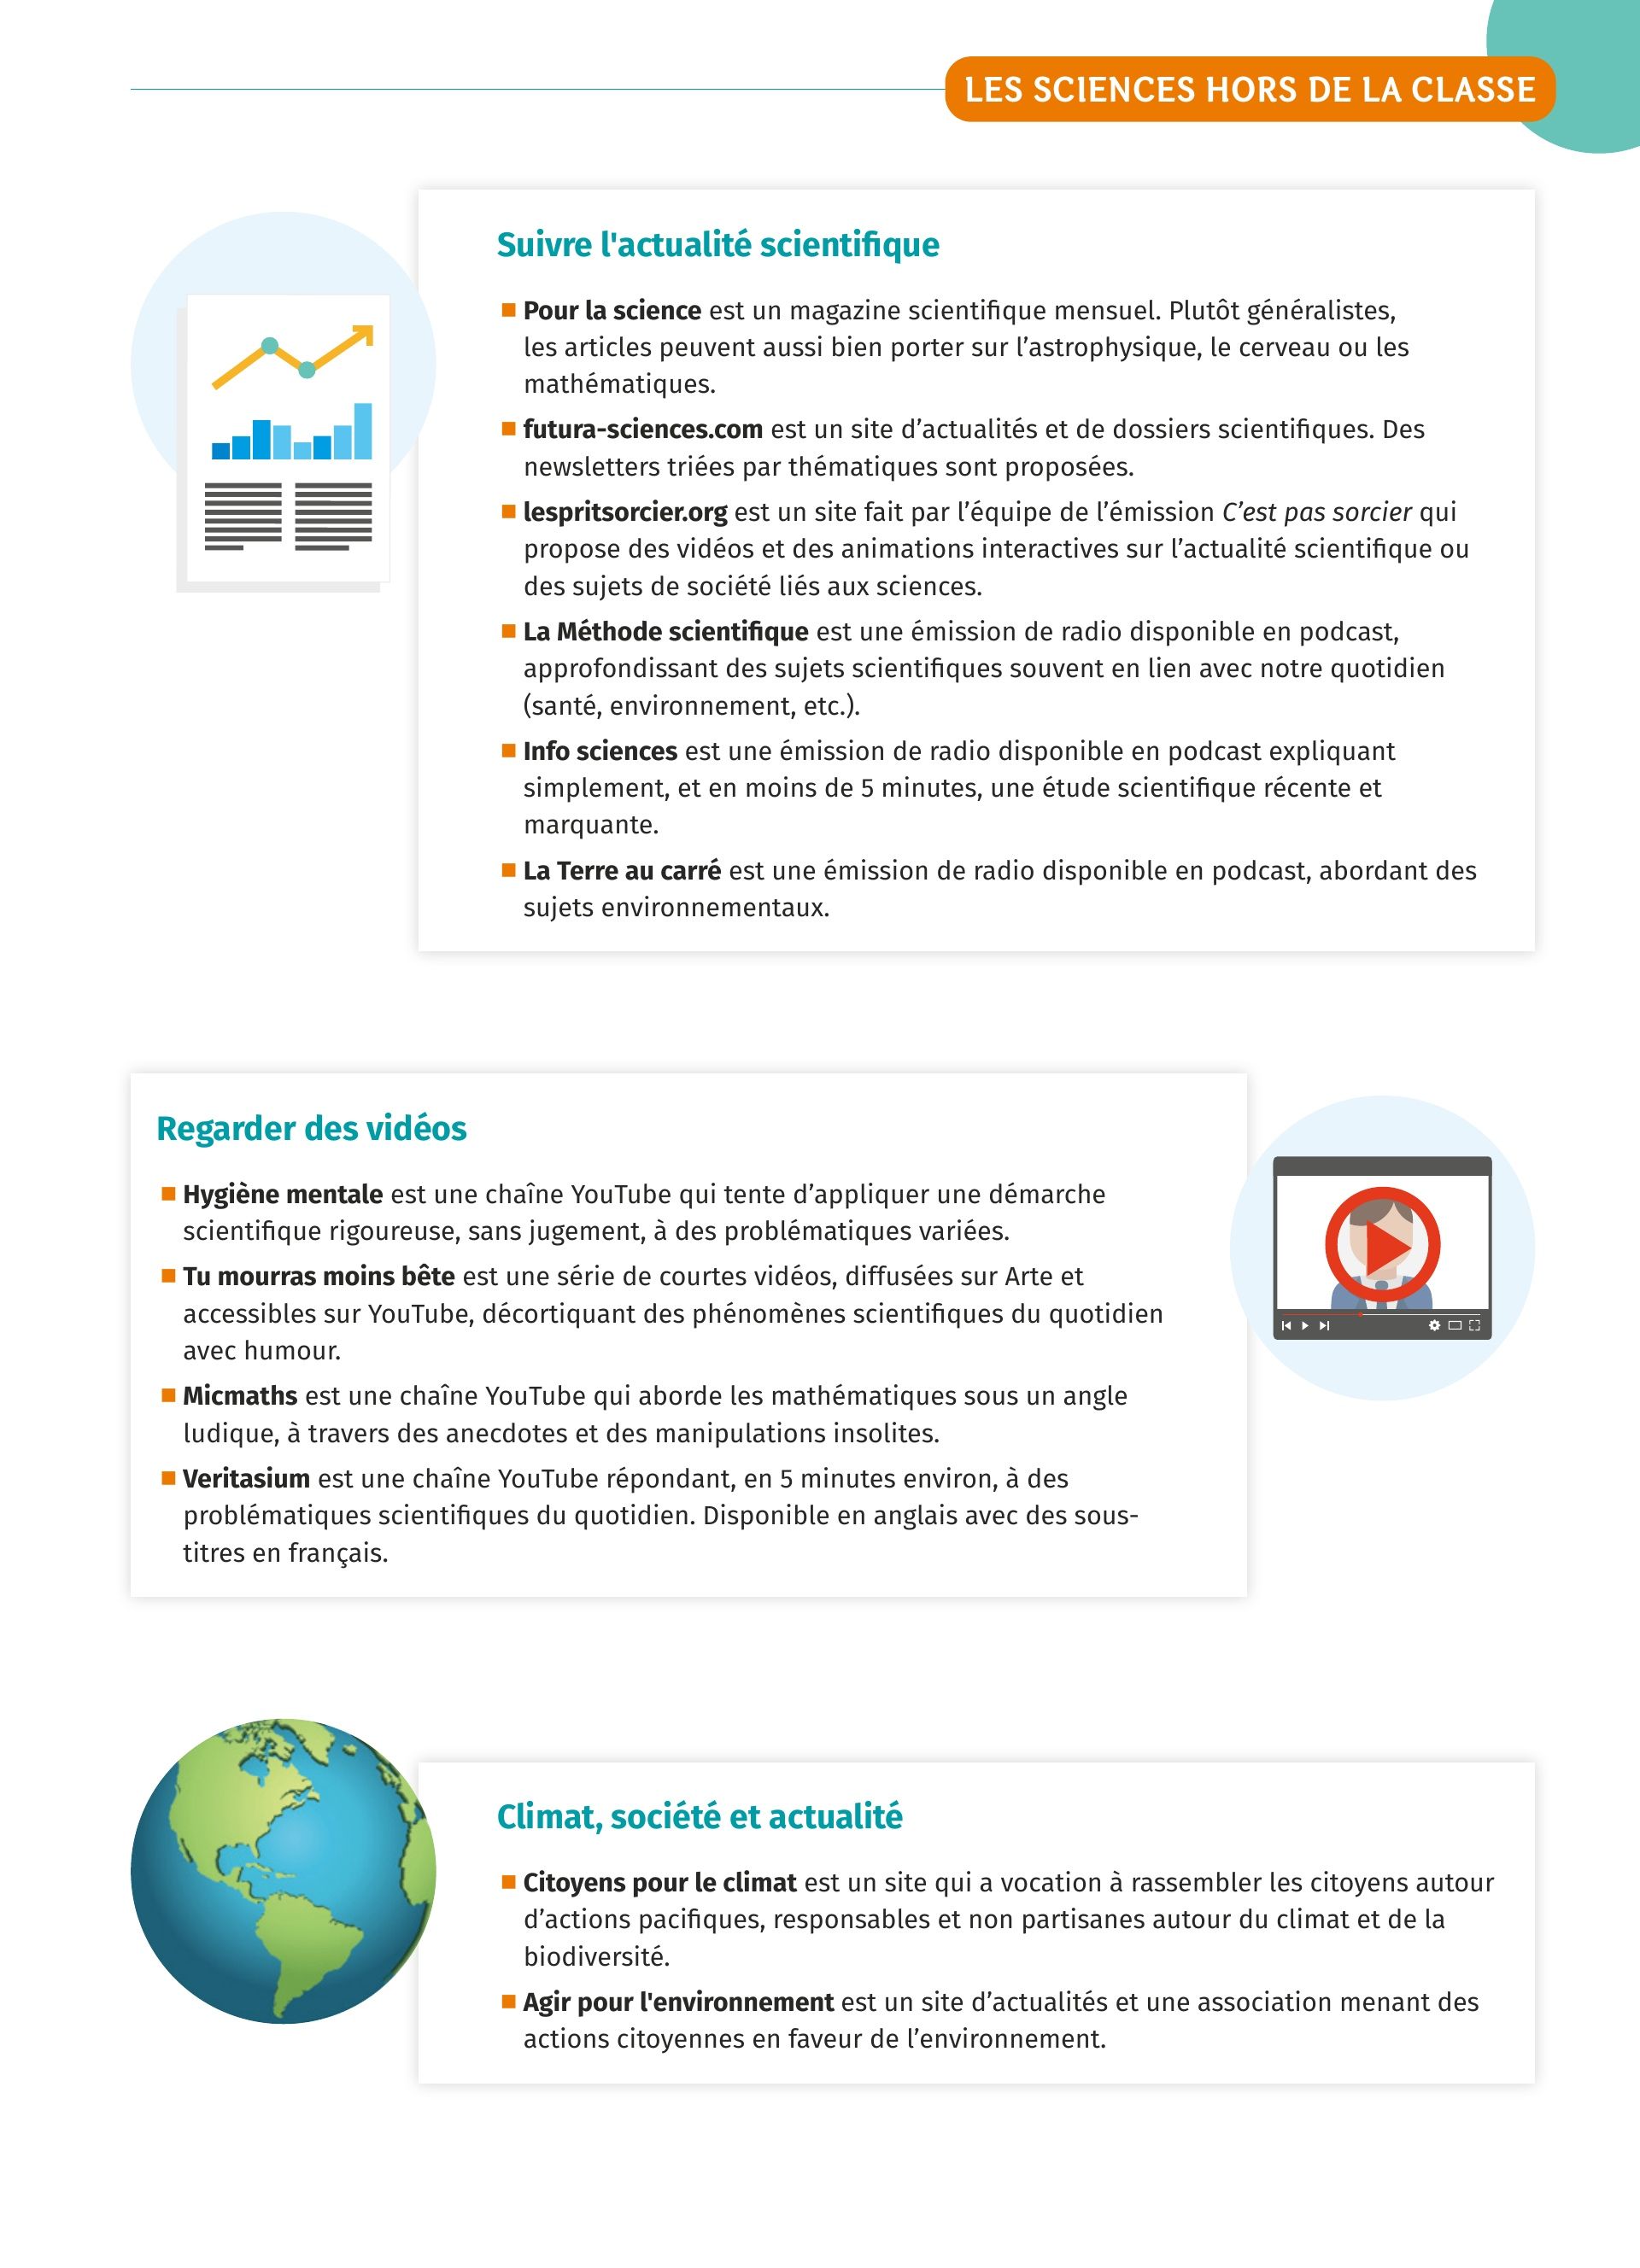 LES SCIENCES HORS DE LA CLASSE
Suivre l'actualité scientifique
Pour la science est un magazine scientifique mensuel. Plutôt généralistes,
les articles peuvent aussi bien porter sur l’astrophysique, le cerveau ou les
mathématiques.
futura-sciences.com est un site d’actualités et de dossiers scientifiques. Des
newsletters triées par thématiques sont proposées.
lespritsorcier.org est un site fait par l’équipe de l’émission C’est pas sorcier qui
propose des vidéos et des animations interactives sur l’actualité scientifique ou
des sujets de société liés aux sciences.
La Méthode scientifique est une émission de radio disponible en podcast,
approfondissant des sujets scientifiques souvent en lien avec notre quotidien
(santé, environnement, etc.).
Info sciences est une émission de radio disponible en podcast expliquant
simplement, et en moins de 5 minutes, une étude scientifique récente et
marquante.
La Terre au carré est une émission de radio disponible en podcast, abordant des
sujets environnementaux.
Regarder des vidéos
Hygiène mentale est une chaîne YouTube qui tente d’appliquer une démarche
scientifique rigoureuse, sans jugement, à des problématiques variées.
Tu mourras moins bête est une série de courtes vidéos, diffusées sur Arte et
accessibles sur YouTube, décortiquant des phénomènes scientifiques du quotidien
avec humour.
Micmaths est une chaîne YouTube qui aborde les mathématiques sous un angle
ludique, à travers des anecdotes et des manipulations insolites.
Veritasium est une chaîne YouTube répondant, en 5 minutes environ, à des
problématiques scientifiques du quotidien. Disponible en anglais avec des sous-
titres en français.
Climat, société et actualité
Citoyens pour le climat est un site qui a vocation à rassembler les citoyens autour
d’actions pacifiques, responsables et non partisanes autour du climat et de la
biodiversité.
Agir pour l'environnement est un site d’actualités et une association menant des
actions citoyennes en faveur de l’environnement.